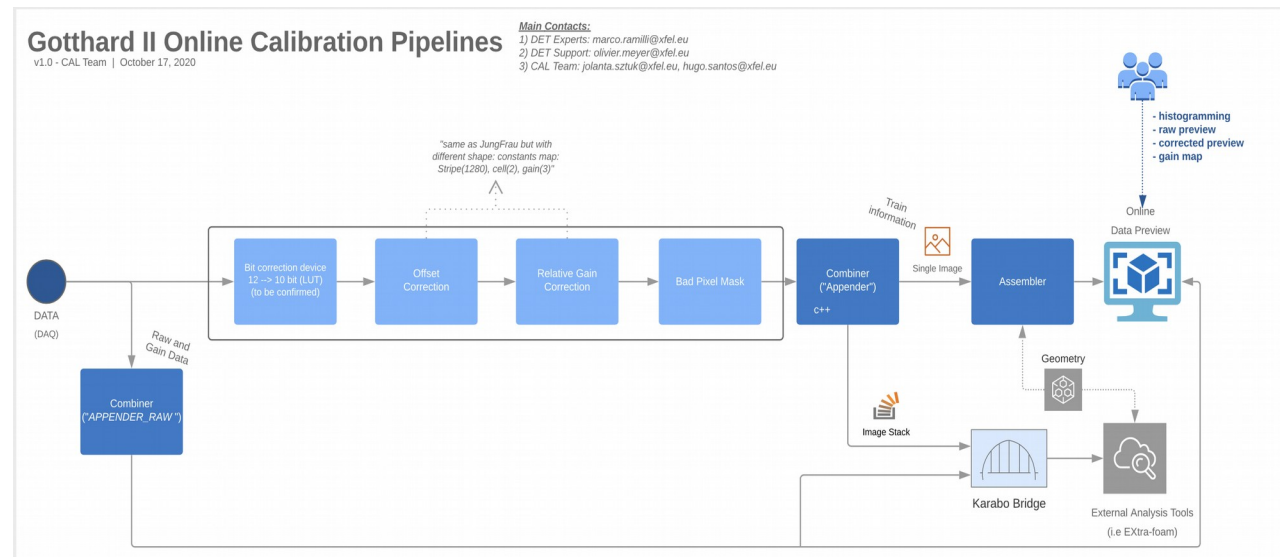 Gotthard II Online Calibration Pipelines
v1.0 - CAL Team | October 17, 2020
Main Contacts:
1) DET Experts: marco.ramilli@xfel.eu
2) DET Support: olivier.meyer@xfel.eu
3) CAL Team: jolanta.sztuk@xfel.eu, hugo.santos@xfel.eu
- histogramming
- raw preview
- corrected preview
- gain map
"same as JungFrau but with
different shape: constants map:
Stripe(1280), cell(2), gain(3)"
DATA
(DAQ)
Raw and
Gain Data
Combiner
("APPENDER_RAW ")
Bit correction device
12 --> 10 bit (LUT)
(to be confirmed)
Offset
Correction
Relative Gain
Correction
Bad Pixel Mask
Combiner
("Appender")
c++
Train
information
Single Image
Assembler
Online
Data Preview
Geometry
Image Stack
Karabo Bridge
External Analysis Tools
(i.e EXtra-foam)